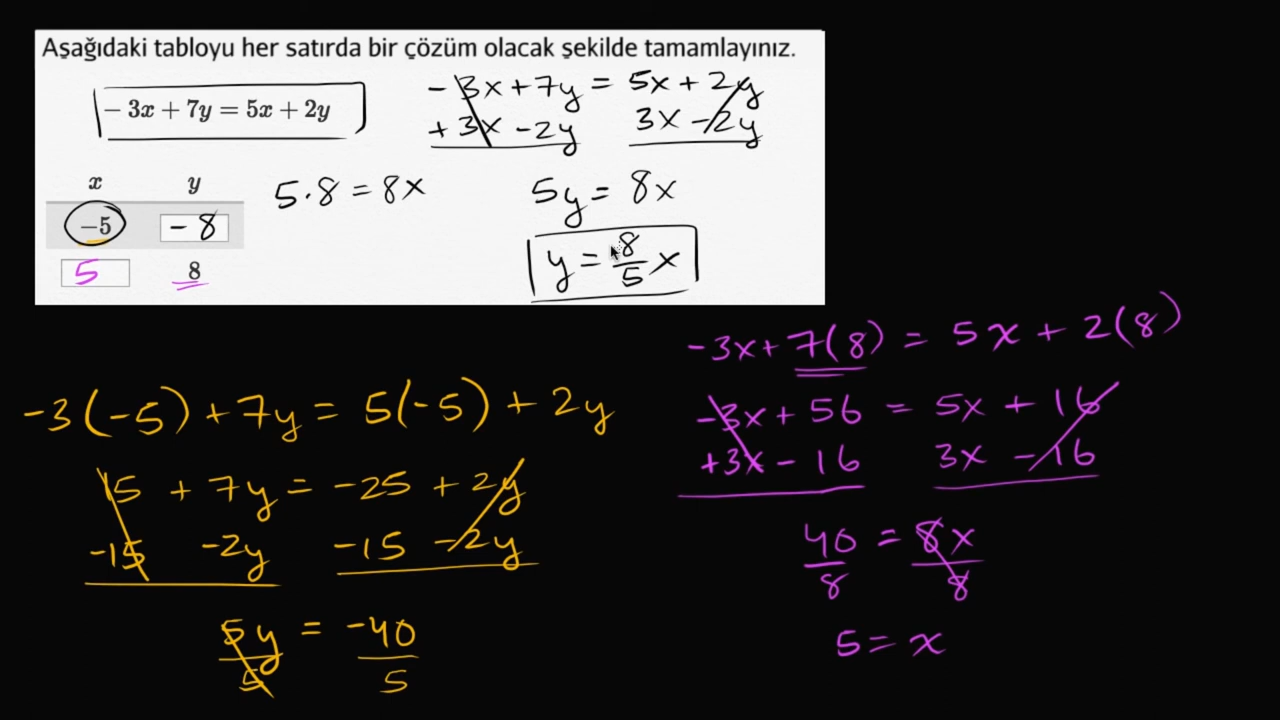 Aşağıdaki tabloyu her satırda bir çözüm olacak şekilde tamamlayınız.
− 3x + 7y = 5x + 2y
x y
−5 - 8
5 8
5·8 = 8x
- 3x + 7y = 5x + 2y
+ 3x - 2y 3x - 2y
5y = 8x
y = 8/5 x
-3(-5) + 7y = 5(-5) + 2y
15 + 7y = -25 + 2y
-15 -2y -15 -2y
5y/5 = -40/5
-3x + 7(8) = 5x + 2(8)
-3x + 56 = 5x + 16
+3x - 16 3x - 16
40/8 = 8x/8
5 = x